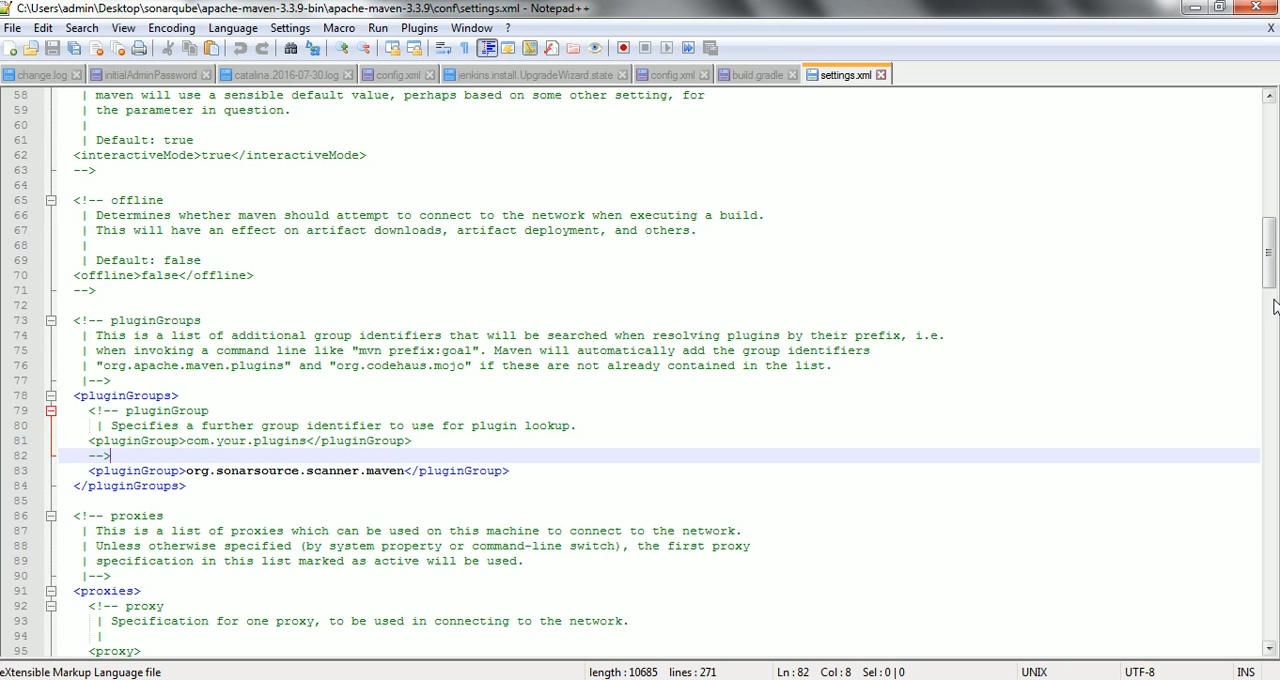 C:\Users\admin\Desktop\sonarqube\apache-maven-3.3.9-bin\apache-maven-3.3.9\conf\settings.xml - Notepad++
File Edit Search View Encoding Language Settings Macro Run Plugins Window ? X
change.log initialAdminPassword catalina.2016-07-30.log config.xml jenkins.install.UpgradeWizard.state config.xml build.gradle settings.xml
58 | maven will use a sensible default value, perhaps based on some other setting, for
59 | the parameter in question.
60 |
61 | Default: true
62 <interactiveMode>true</interactiveMode>
63 -->
64
65 <!-- offline
66 | Determines whether maven should attempt to connect to the network when executing a build.
67 | This will have an effect on artifact downloads, artifact deployment, and others.
68 |
69 | Default: false
70 <offline>false</offline>
71 -->
72
73 <!-- pluginGroups
74 | This is a list of additional group identifiers that will be searched when resolving plugins by their prefix, i.e.
75 | when invoking a command line like "mvn prefix:goal". Maven will automatically add the group identifiers
76 | "org.apache.maven.plugins" and "org.codehaus.mojo" if these are not already contained in the list.
77 |-->
78 <pluginGroups>
79 <!-- pluginGroup
80 | Specifies a further group identifier to use for plugin lookup.
81 <pluginGroup>com.your.plugins</pluginGroup>
82 -->
83 <pluginGroup>org.sonarsource.scanner.maven</pluginGroup>
84 </pluginGroups>
85
86 <!-- proxies
87 | This is a list of proxies which can be used on this machine to connect to the network.
88 | Unless otherwise specified (by system property or command-line switch), the first proxy
89 | specification in this list marked as active will be used.
90 |-->
91 <proxies>
92 <!-- proxy
93 | Specification for one proxy, to be used in connecting to the network.
94 |
95 <proxy>
eXtensible Markup Language file length : 10685 lines : 271 Ln : 82 Col : 8 Sel : 0 | 0 UNIX UTF-8 INS